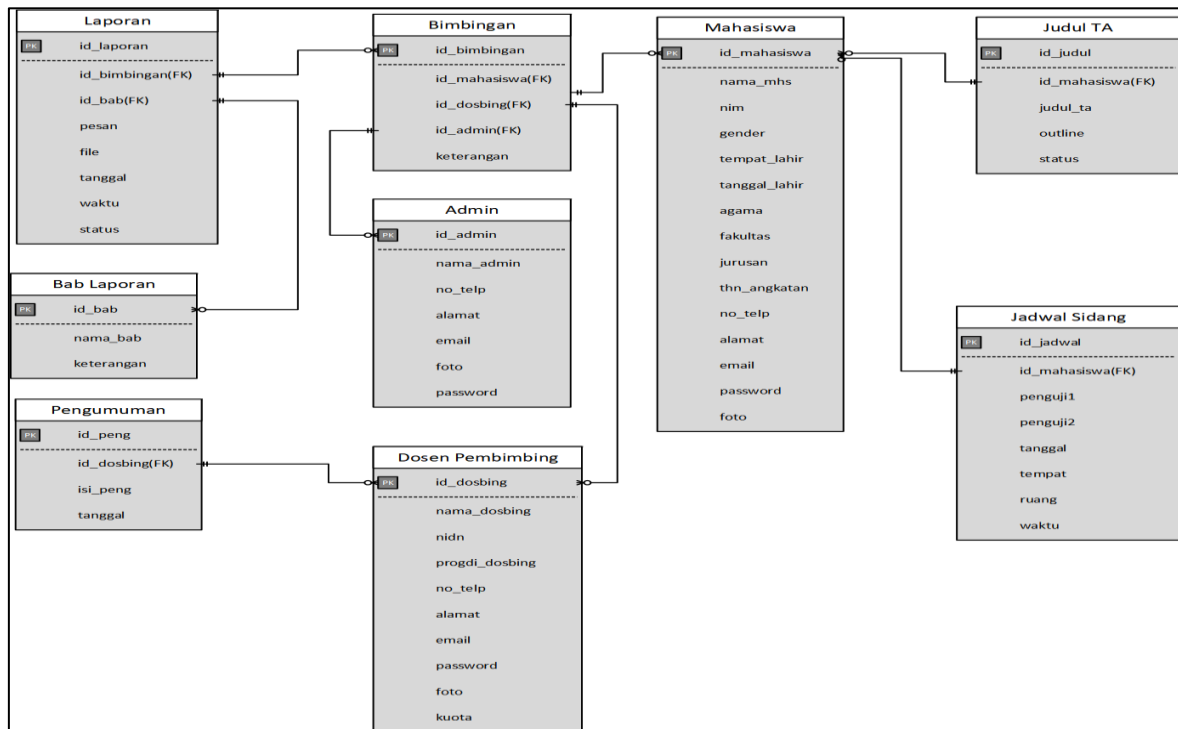 Laporan
PK id_laporan
id_bimbingan(FK)
id_bab(FK)
pesan
file
tanggal
waktu
status
Bab Laporan
PK id_bab
nama_bab
keterangan
Pengumuman
PK id_peng
id_dosbing(FK)
isi_peng
tanggal
Bimbingan
PK id_bimbingan
id_mahasiswa(FK)
id_dosbing(FK)
id_admin(FK)
keterangan
Admin
PK id_admin
nama_admin
no_telp
alamat
email
foto
password
Dosen Pembimbing
PK id_dosbing
nama_dosbing
nidn
progdi_dosbing
no_telp
alamat
email
password
foto
kuota
Mahasiswa
PK id_mahasiswa
nama_mhs
nim
gender
tempat_lahir
tanggal_lahir
agama
fakultas
jurusan
thn_angkatan
no_telp
alamat
email
password
foto
Judul TA
PK id_judul
id_mahasiswa(FK)
judul_ta
outline
status
Jadwal Sidang
PK id_jadwal
id_mahasiswa(FK)
penguji1
penguji2
tanggal
tempat
ruang
waktu